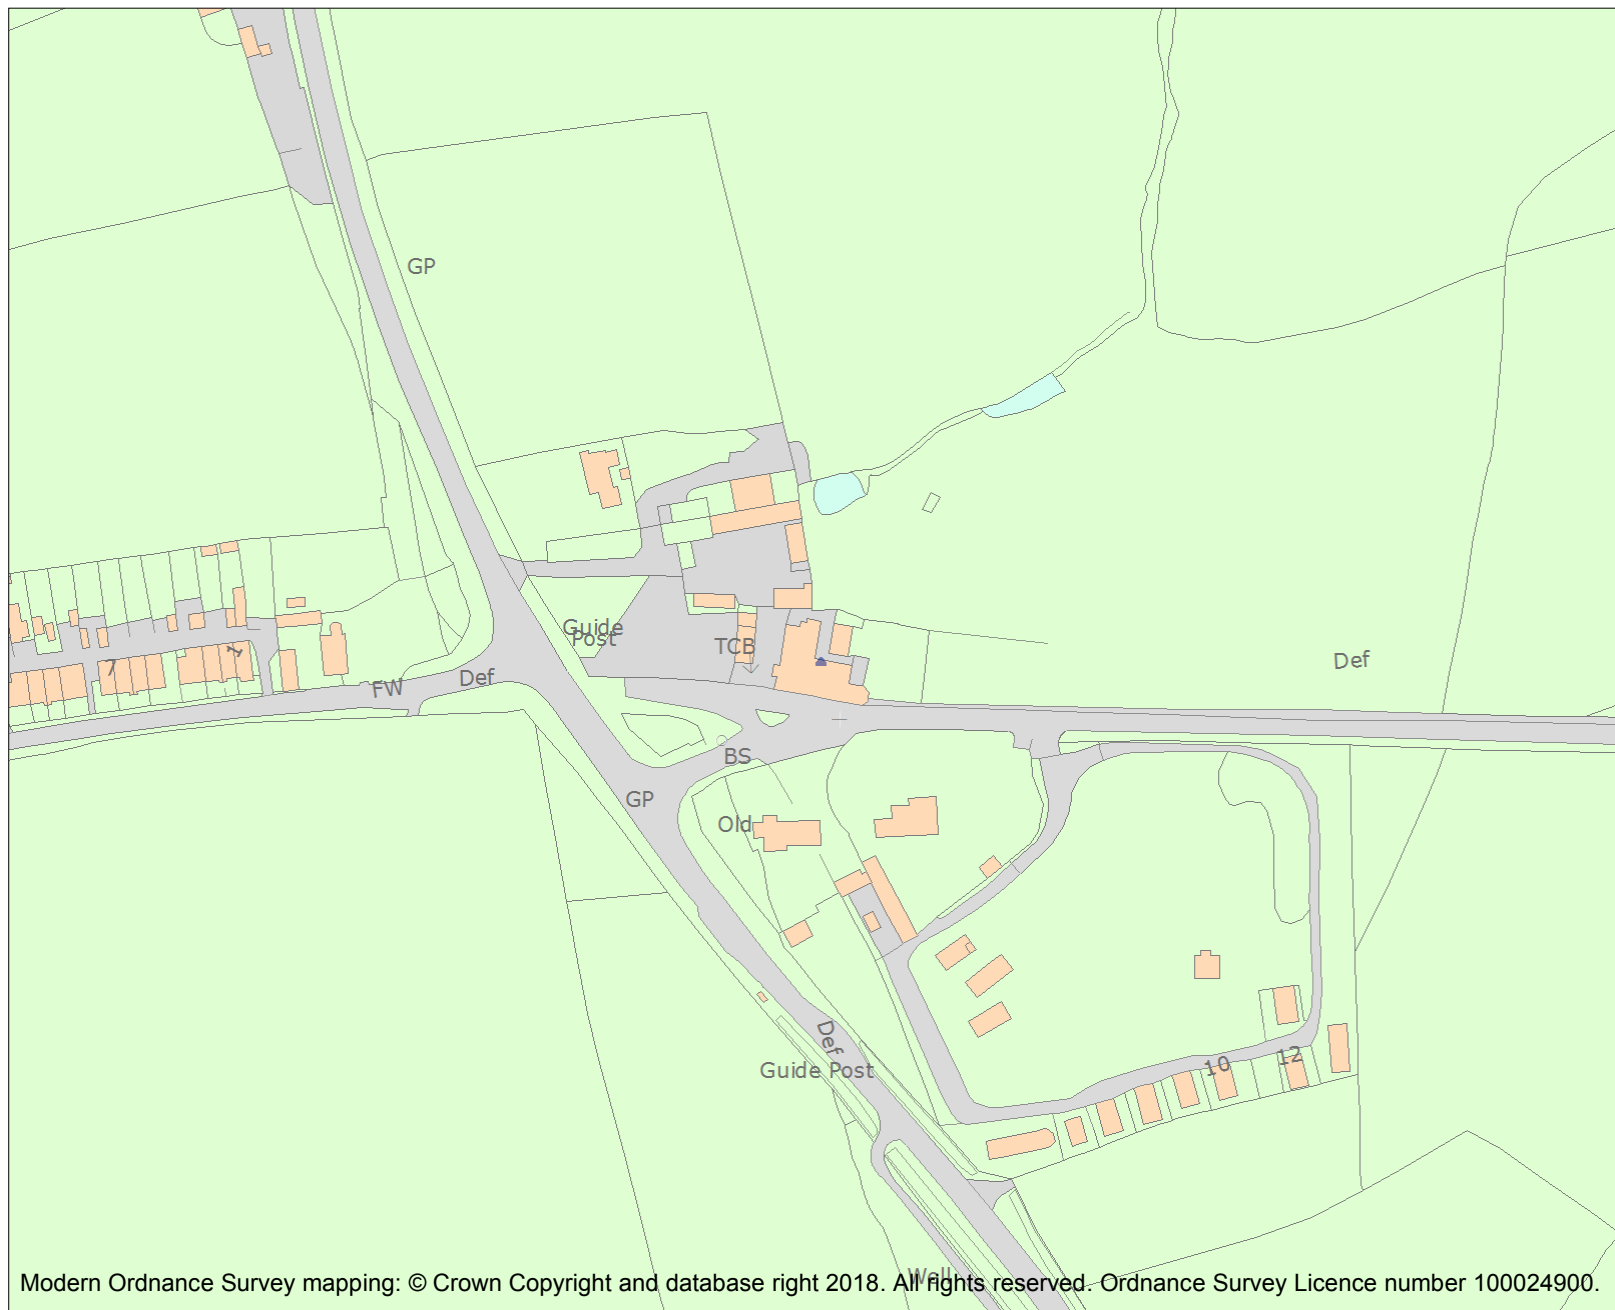 GP
Guide
Post
TCB
Def
1
7
FW
Def
BS
GP
Old
Def
Guide Post
10
12
Well
Modern Ordnance Survey mapping: © Crown Copyright and database right 2018. All rights reserved. Ordnance Survey Licence number 100024900.